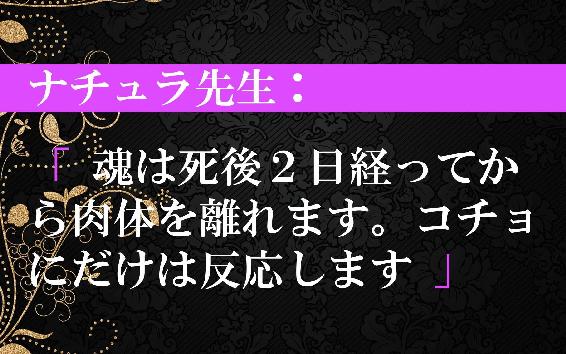 ナチュラ先生：
「 魂は死後２日経ってか
ら肉体を離れます。コチョ
にだけは反応します 」